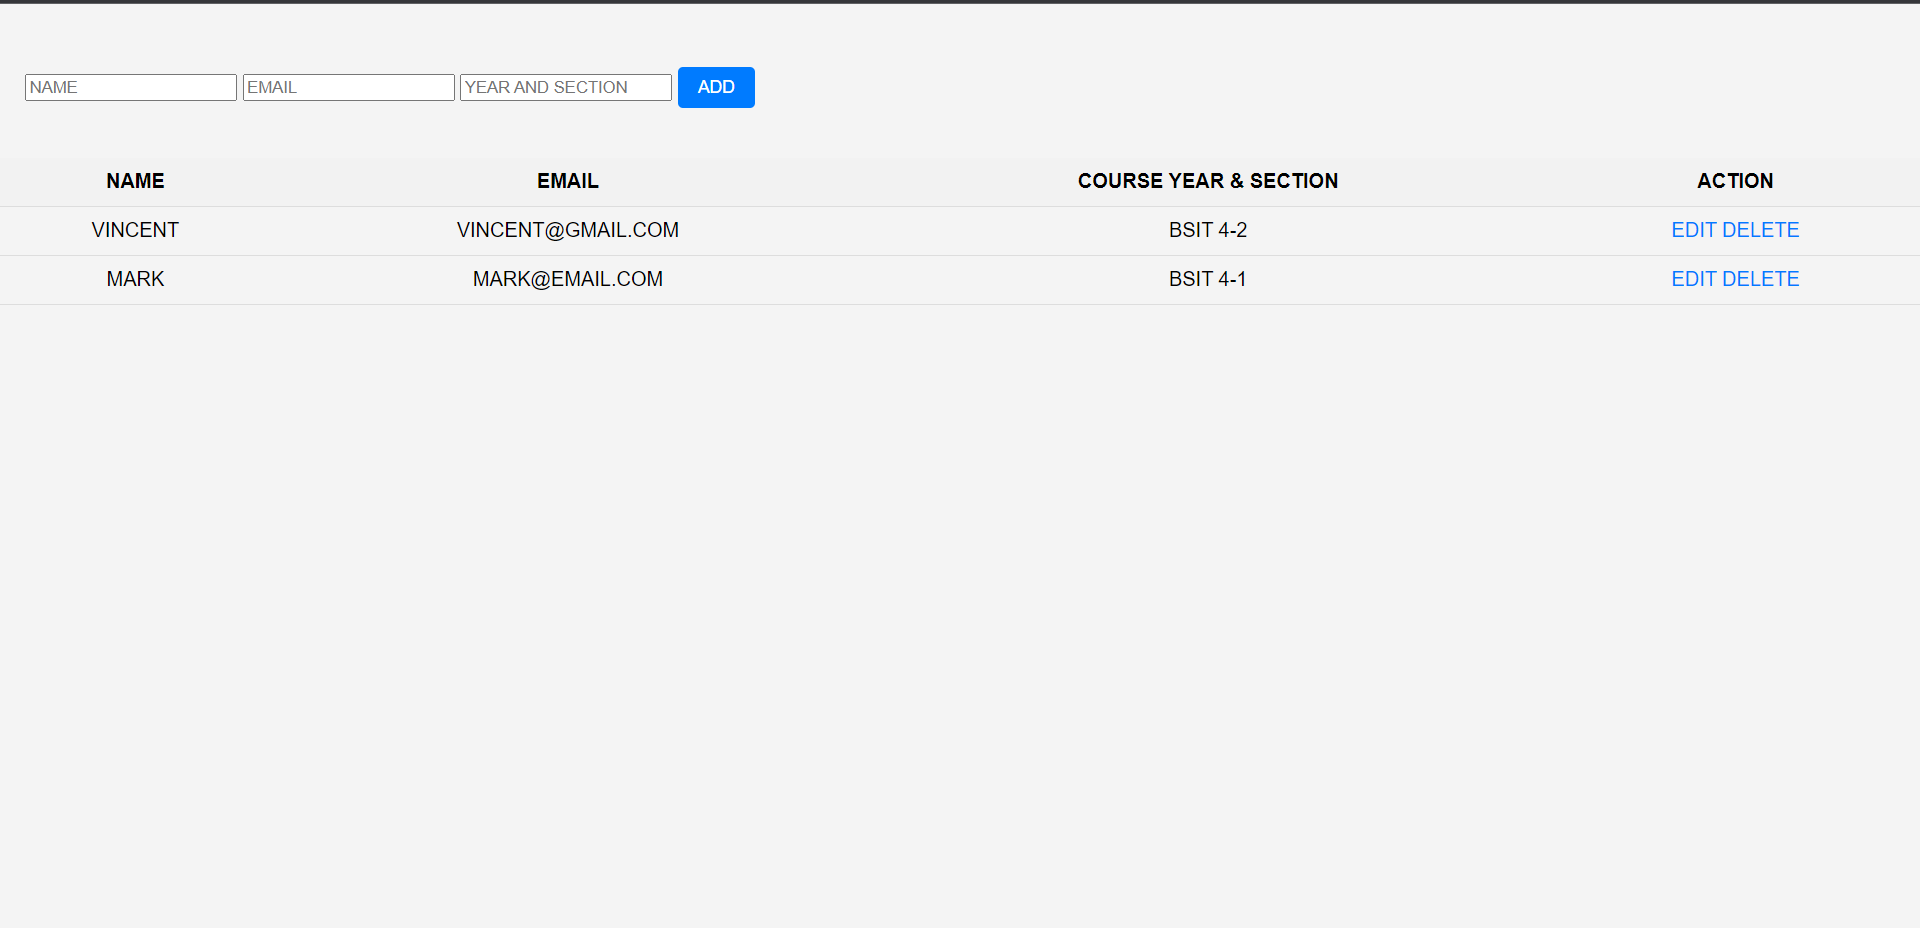 NAME EMAIL YEAR AND SECTION ADD
NAME EMAIL COURSE YEAR & SECTION ACTION
VINCENT VINCENT@GMAIL.COM BSIT 4-2 EDIT DELETE
MARK MARK@EMAIL.COM BSIT 4-1 EDIT DELETE